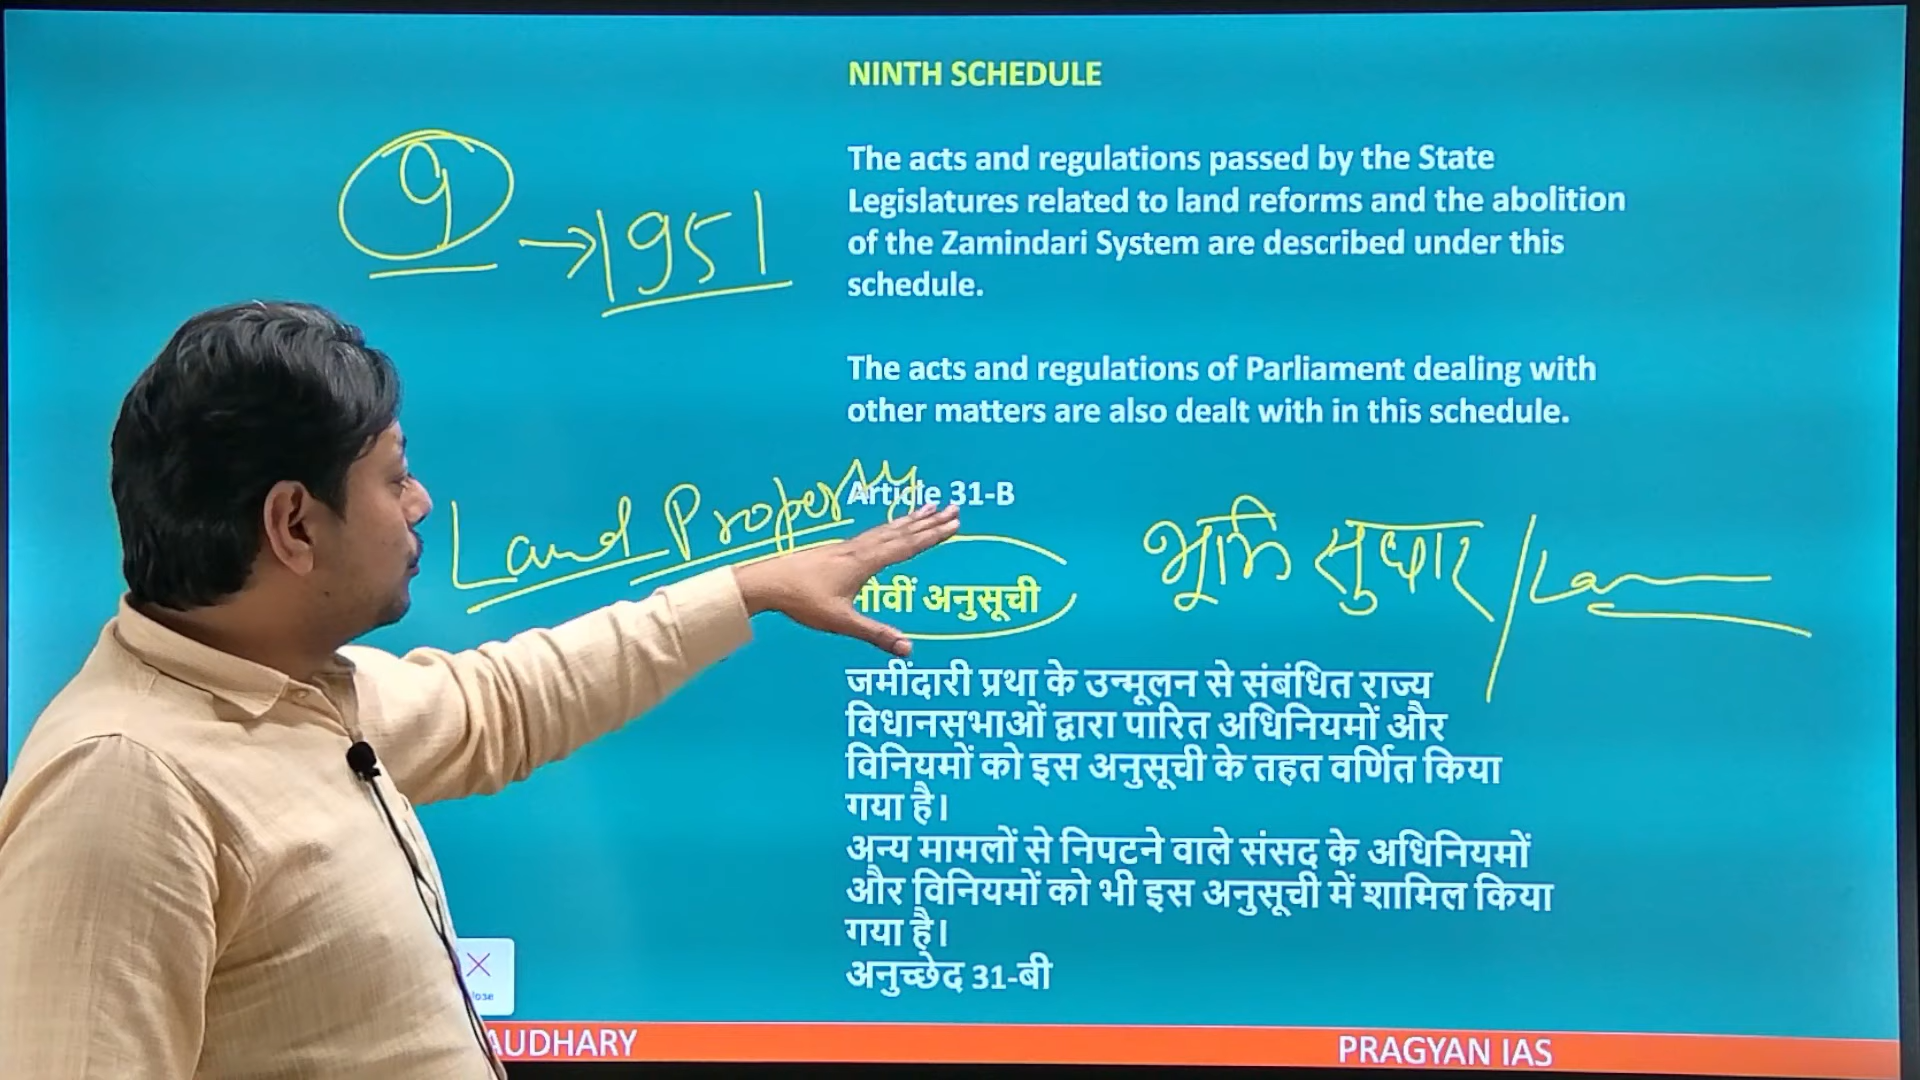 NINTH SCHEDULE
The acts and regulations passed by the State
Legislatures related to land reforms and the abolition
of the Zamindari System are described under this
schedule.
The acts and regulations of Parliament dealing with
other matters are also dealt with in this schedule.
Article 31-B
नौवीं अनुसूची
जमींदारी प्रथा के उन्मूलन से संबंधित राज्य
विधानसभाओं द्वारा पारित अधिनियमों और
विनियमों को इस अनुसूची के तहत वर्णित किया
गया है।
अन्य मामलों से निपटने वाले संसद के अधिनियमों
और विनियमों को भी इस अनुसूची में शामिल किया
गया है।
अनुच्छेद 31-बी
9 → 1951
Land Property
भूमि सुधार /
AUDHARY
PRAGYAN IAS